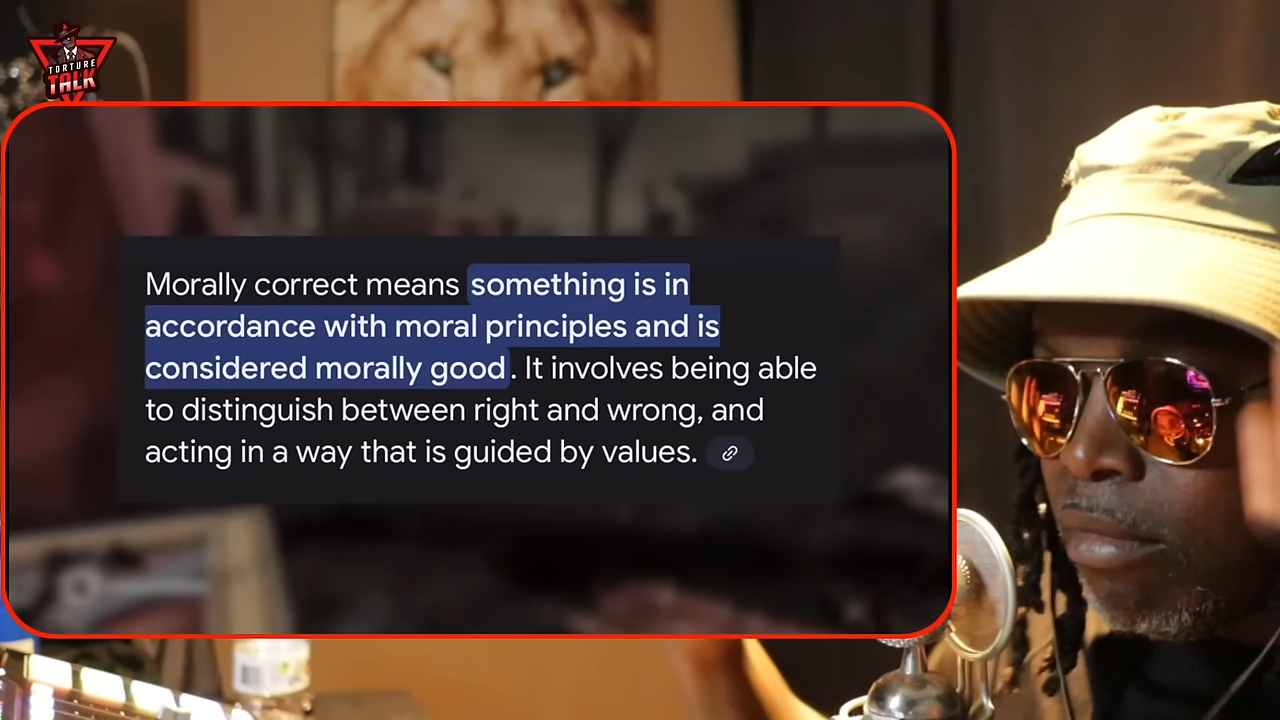 TORTURE
TALK
Morally correct means something is in
accordance with moral principles and is
considered morally good. It involves being able
to distinguish between right and wrong, and
acting in a way that is guided by values.